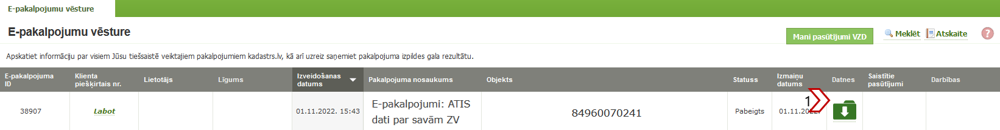 E-pakalpojumu vēsture
E-pakalpojumu vēsture
Mani pasūtījumi VZD
Meklēt
Atskaite
?
Apskatiet informāciju par visiem Jūsu tiešsaistē veiktajiem pakalpojumiem kadastrs.lv, kā arī uzreiz saņemiet pakalpojuma izpildes gala rezultātu.
E-pakalpojuma ID
Klienta piešķirtais nr.
Lietotājs
Līgums
Izveidošanas datums
Pakalpojuma nosaukums
Objekts
Statuss
Izmaiņu datums
Datnes
Saistītie pasūtījumi
Darbības
38907
Labot
01.11.2022. 15:43
E-pakalpojumi: ATIS
dati par savām ZV
84960070241
Pabeigts
1
01.11.2022.